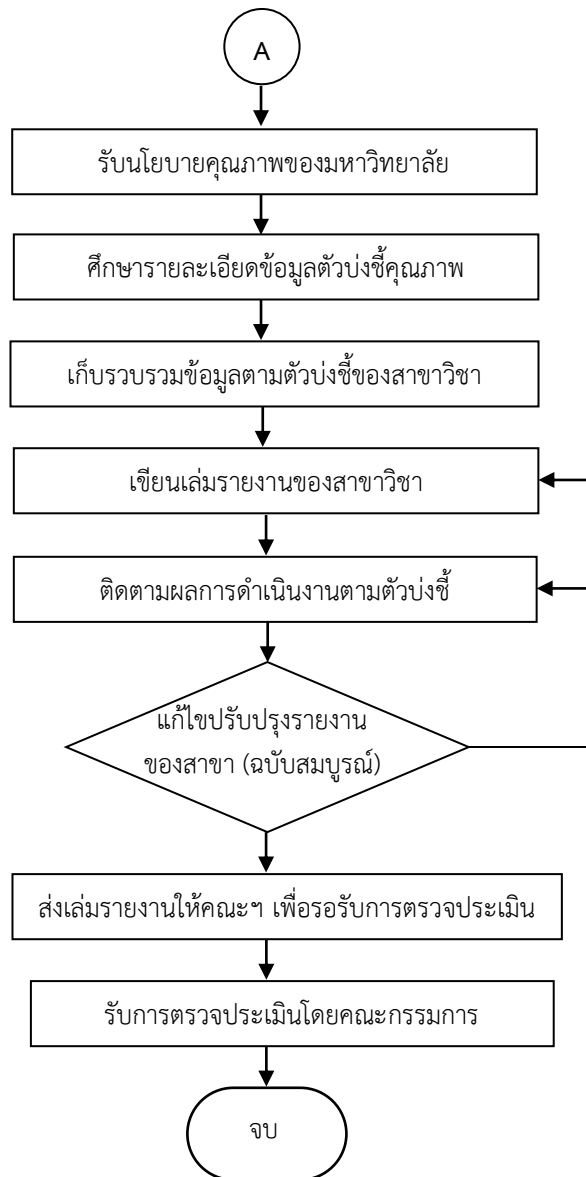 A
รับนโยบายคุณภาพของมหาวิทยาลัย
ศึกษารายละเอียดข้อมูลตัวบ่งชี้คุณภาพ
เก็บรวบรวมข้อมูลตามตัวบ่งชี้ของสาขาวิชา
เขียนเล่มรายงานของสาขาวิชา
ติดตามผลการดำเนินงานตามตัวบ่งชี้
แก้ไขปรับปรุงรายงาน
ของสาขา (ฉบับสมบูรณ์)
ส่งเล่มรายงานให้คณะฯ เพื่อรอรับการตรวจประเมิน
รับการตรวจประเมินโดยคณะกรรมการ
จบ